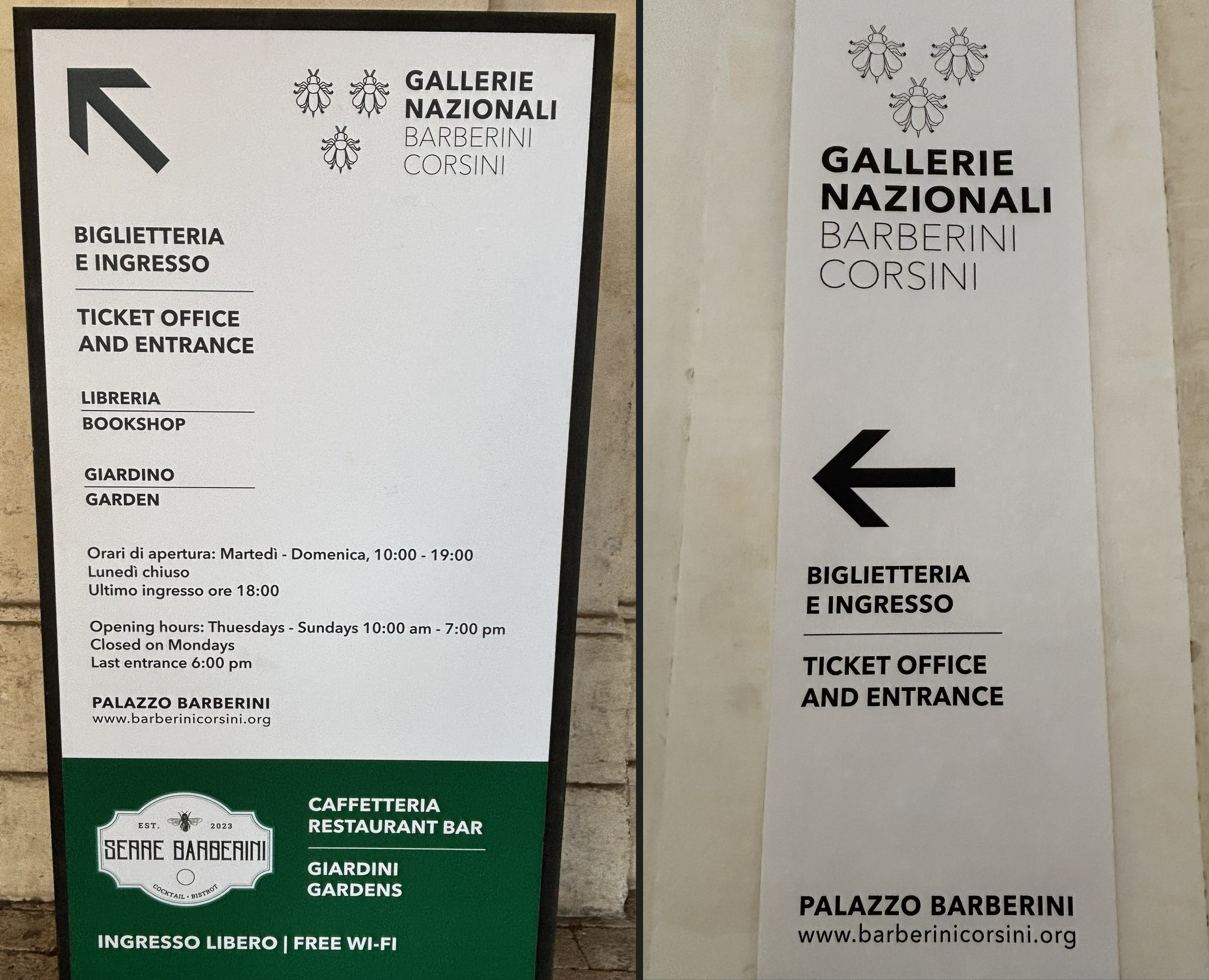 GALLERIE
NAZIONALI
BARBERINI
CORSINI
BIGLIETTERIA
E INGRESSO
TICKET OFFICE
AND ENTRANCE
LIBRERIA
BOOKSHOP
GIARDINO
GARDEN
Orari di apertura: Martedì - Domenica, 10:00 - 19:00
Lunedì chiuso
Ultimo ingresso ore 18:00
Opening hours: Thuesdays - Sundays 10:00 am - 7:00 pm
Closed on Mondays
Last entrance 6:00 pm
PALAZZO BARBERINI
www.barberinicorsini.org
EST. 2023
SERRE BARBERINI
COCKTAIL • BISTROT
CAFFETTERIA
RESTAURANT BAR
GIARDINI
GARDENS
INGRESSO LIBERO | FREE WI-FI
GALLERIE
NAZIONALI
BARBERINI
CORSINI
BIGLIETTERIA
E INGRESSO
TICKET OFFICE
AND ENTRANCE
PALAZZO BARBERINI
www.barberinicorsini.org